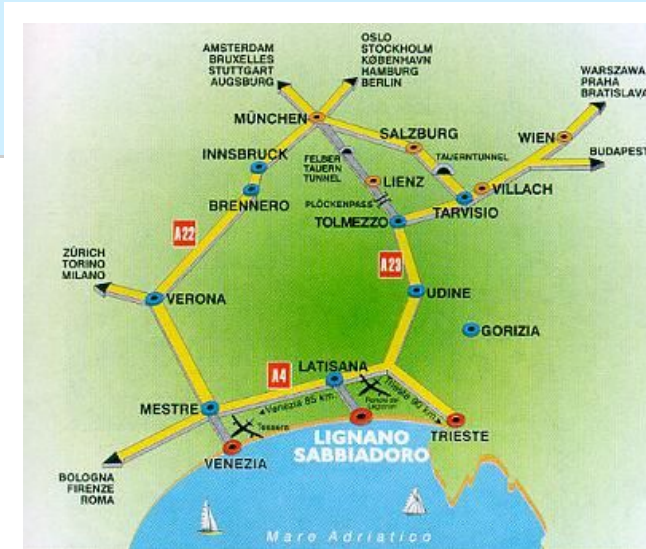 AMSTERDAM
BRUXELLES
STUTTGART
AUGSBURG
OSLO
STOCKHOLM
KØBENHAVN
HAMBURG
BERLIN
WARSZAWA
PRAHA
BRATISLAVA
MÜNCHEN
SALZBURG
WIEN
BUDAPEST
INNSBRUCK
FELBER
TAUERN
TUNNEL
TAUERNTUNNEL
LIENZ
VILLACH
BRENNERO
PLÖCKENPASS
TARVISIO
TOLMEZZO
A22
A23
ZÜRICH
TORINO
MILANO
VERONA
UDINE
GORIZIA
LATISANA
A4
Venezia 85 km.
Trieste 90 km.
MESTRE
Tessera
LIGNANO
SABBIADORO
TRIESTE
VENEZIA
BOLOGNA
FIRENZE
ROMA
Mare Adriatico